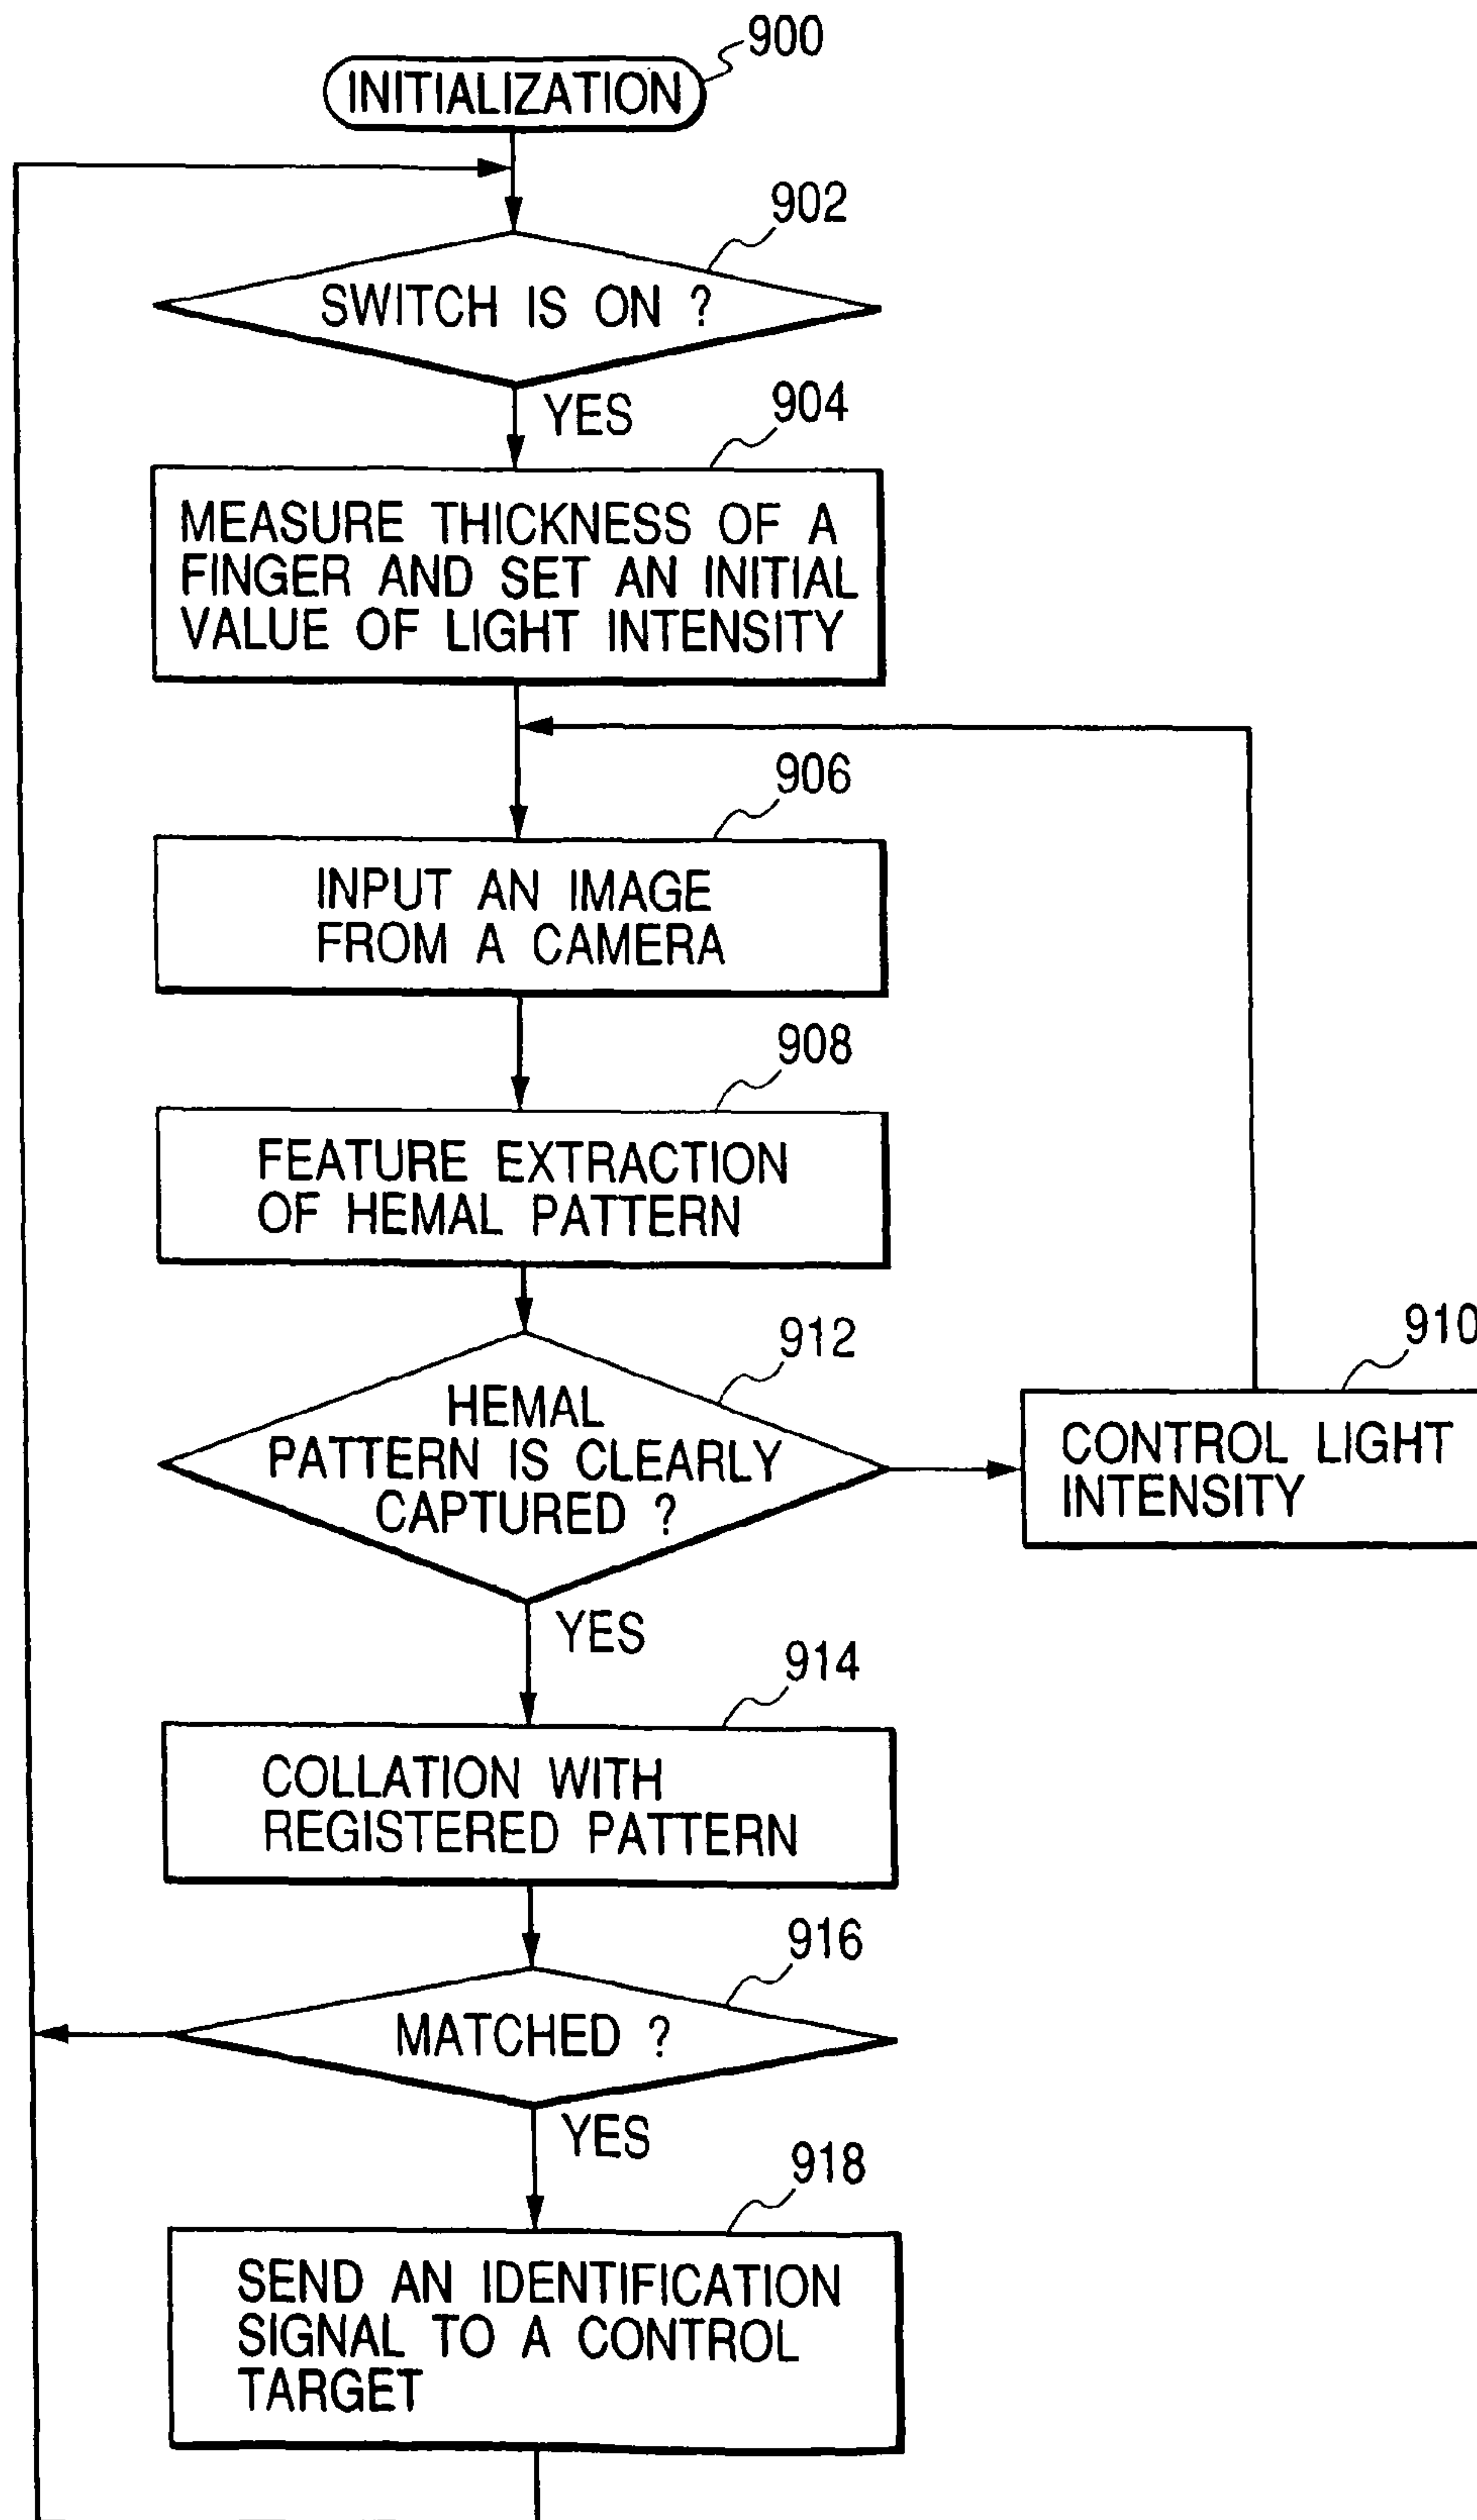 900
INITIALIZATION
902
SWITCH IS ON ?
YES
904
MEASURE THICKNESS OF A
FINGER AND SET AN INITIAL
VALUE OF LIGHT INTENSITY
906
INPUT AN IMAGE
FROM A CAMERA
908
FEATURE EXTRACTION
OF HEMAL PATTERN
912
HEMAL
PATTERN IS CLEARLY
CAPTURED ?
910
CONTROL LIGHT
INTENSITY
YES
914
COLLATION WITH
REGISTERED PATTERN
916
MATCHED ?
YES
918
SEND AN IDENTIFICATION
SIGNAL TO A CONTROL
TARGET